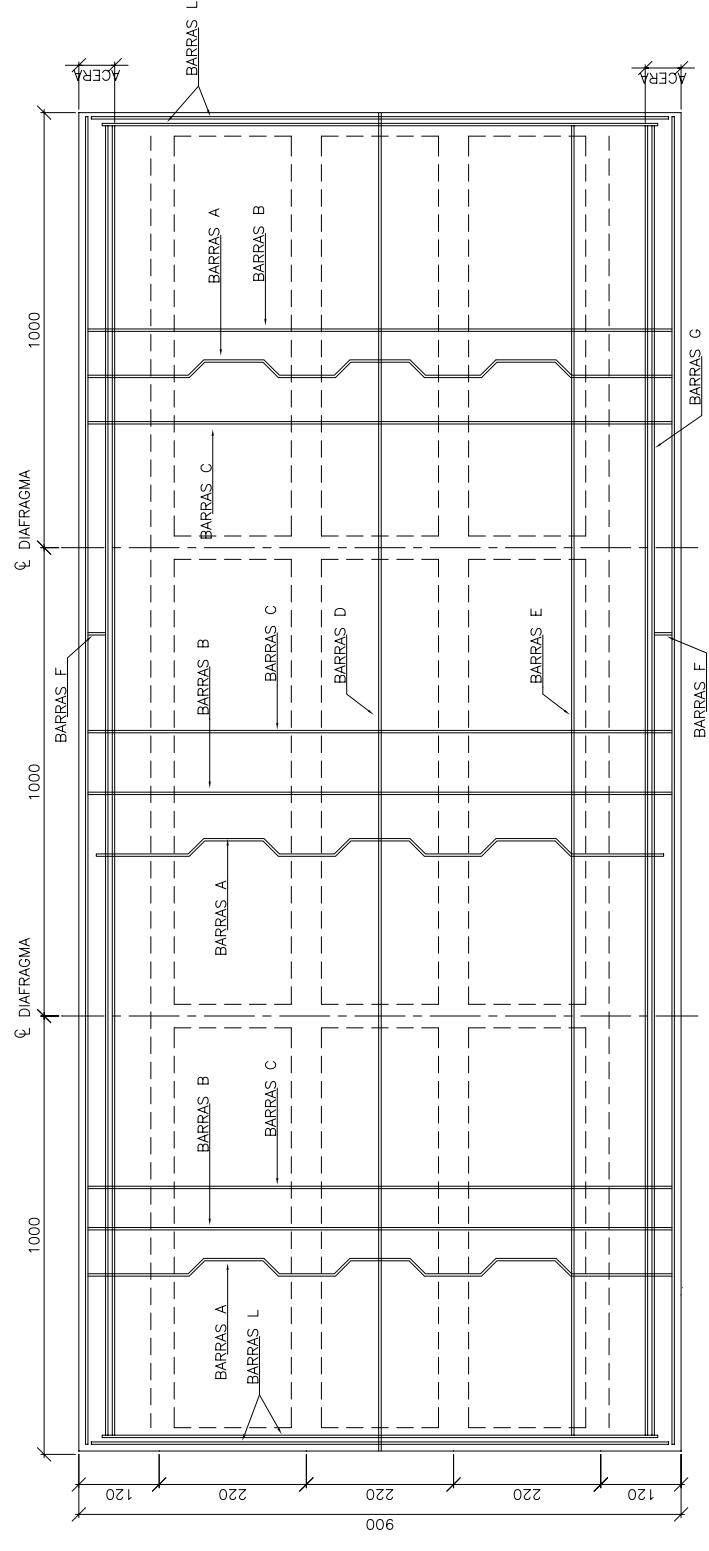 BARRAS L
ACERA
ACERA
1000
BARRAS A
BARRAS B
BARRAS G
BARRAS C
℄ DIAFRAGMA
BARRAS F
1000
BARRAS B
BARRAS C
BARRAS D
BARRAS E
BARRAS F
BARRAS A
℄ DIAFRAGMA
1000
BARRAS B
BARRAS C
BARRAS A
BARRAS L
120
220
220
220
120
900